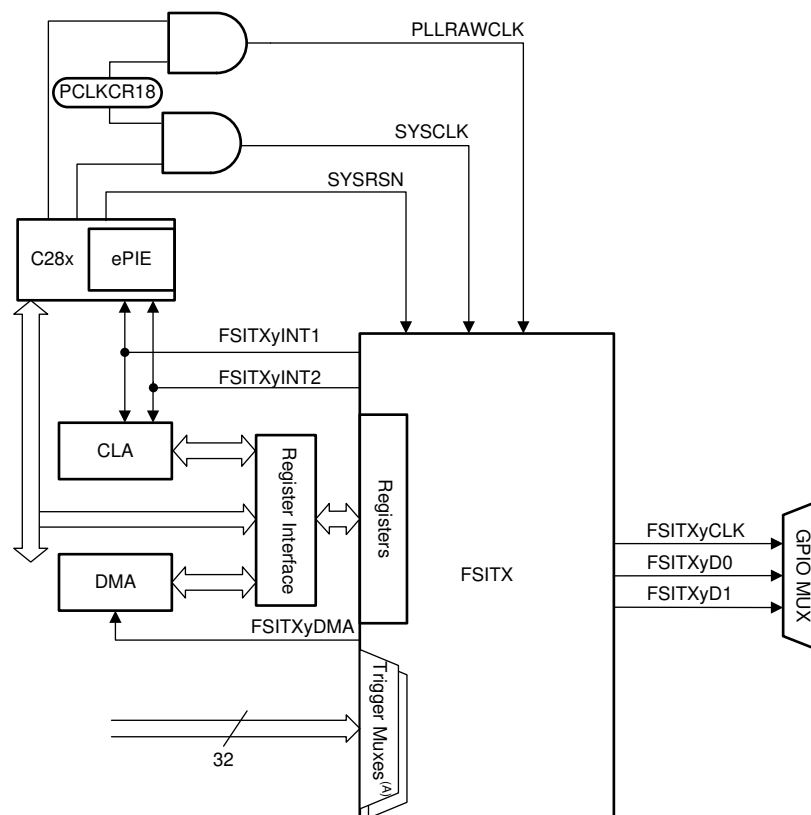 PLLRAWCLK
PCLKCR18
SYSCLK
SYSRSN
C28x
ePIE
FSITXyINT1
FSITXyINT2
CLA
Register Interface
Registers
FSITX
FSITXyCLK
FSITXyD0
FSITXyD1
GPIO MUX
DMA
FSITXyDMA
Trigger Muxes(A)
32